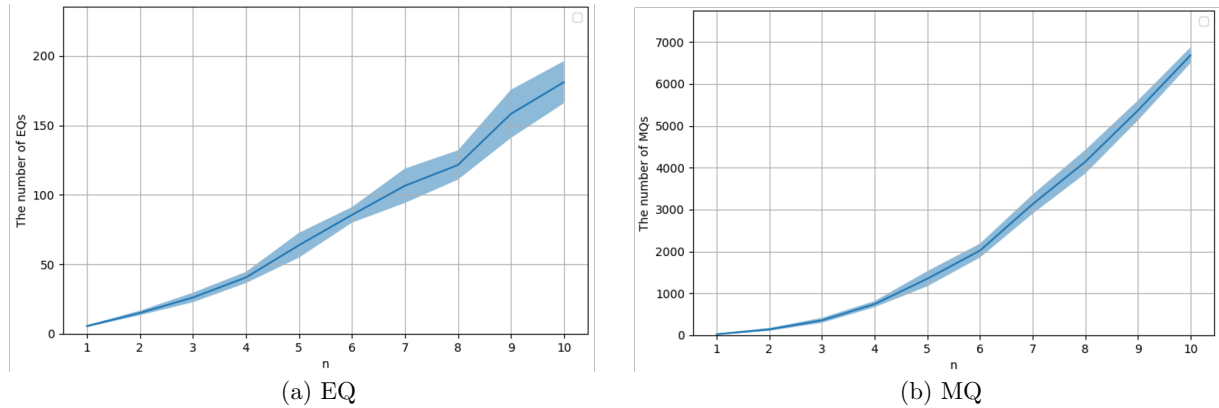 200
150
100
50
0
The number of EQs
1 2 3 4 5 6 7 8 9 10
n
(a) EQ
7000
6000
5000
4000
3000
2000
1000
0
The number of MQs
1 2 3 4 5 6 7 8 9 10
n
(b) MQ